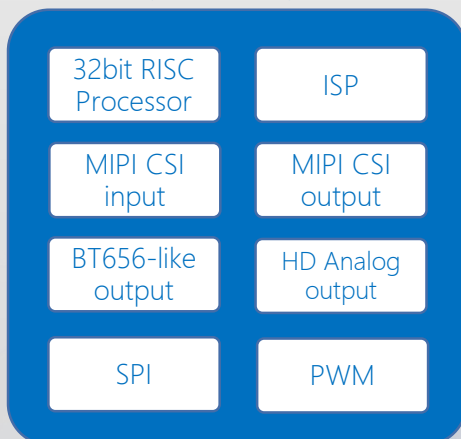 32bit RISC
Processor
ISP
MIPI CSI
input
MIPI CSI
output
BT656-like
output
HD Analog
output
SPI
PWM